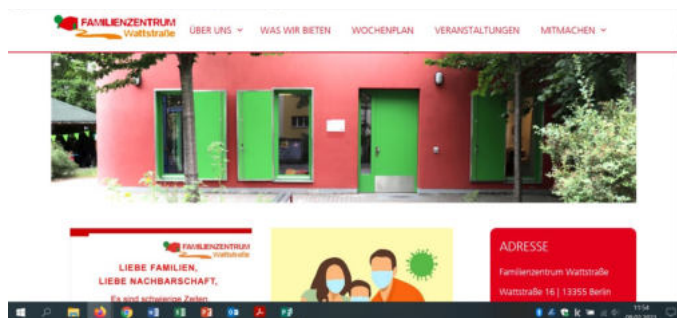 FAMILIENZENTRUM
Wattstraße
ÜBER UNS WAS WIR BIETEN WOCHENPLAN VERANSTALTUNGEN MITMACHEN
FAMILIENZENTRUM
Wattstraße
LIEBE FAMILIEN,
LIEBE NACHBARSCHAFT,
Es sind schwierige Zeiten
ADRESSE
Familienzentrum Wattstraße
Wattstraße 16 | 13355 Berlin
11:54